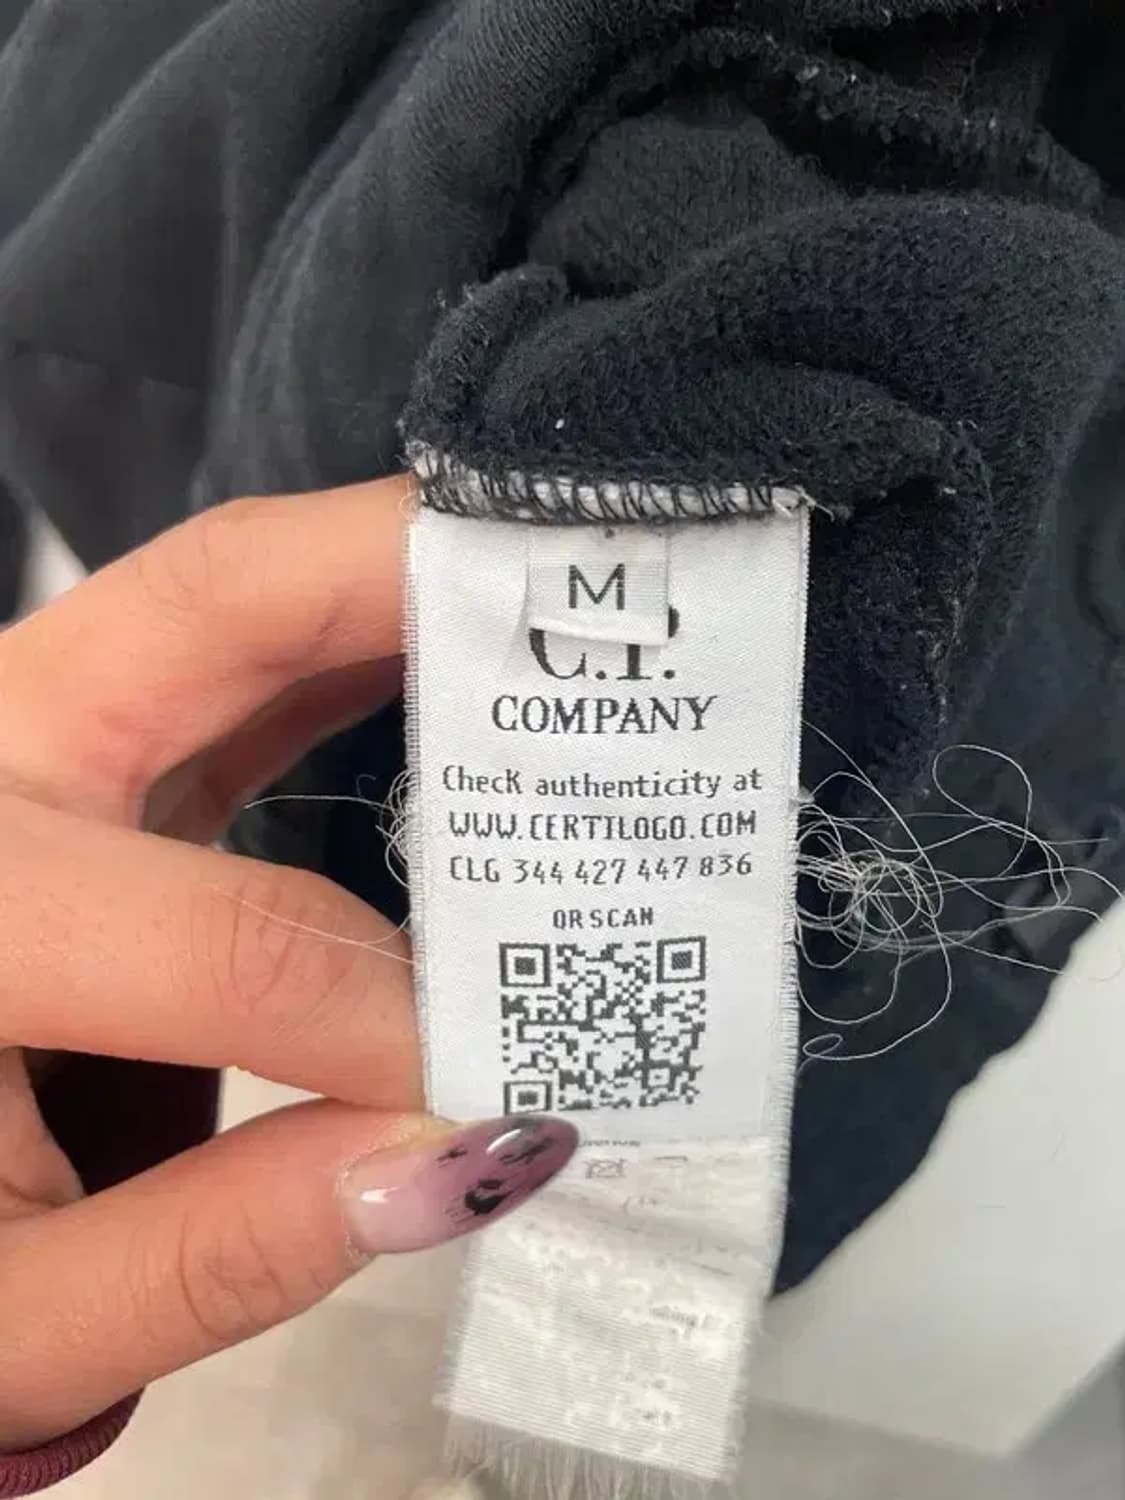 M
C.P.
COMPANY
Check authenticity at
WWW.CERTILOGO.COM
CLG 344 427 447 836
QR SCAN